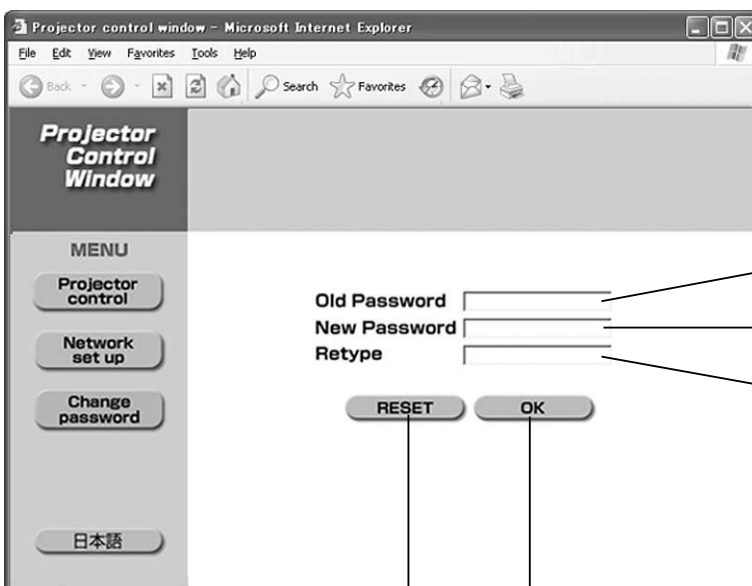 Projector control window - Microsoft Internet Explorer
File Edit View Favorites Tools Help
Back Search Favorites
Projector
Control
Window
MENU
Projector
control
Network
set up
Change
password
日本語
Old Password
New Password
Retype
RESET OK